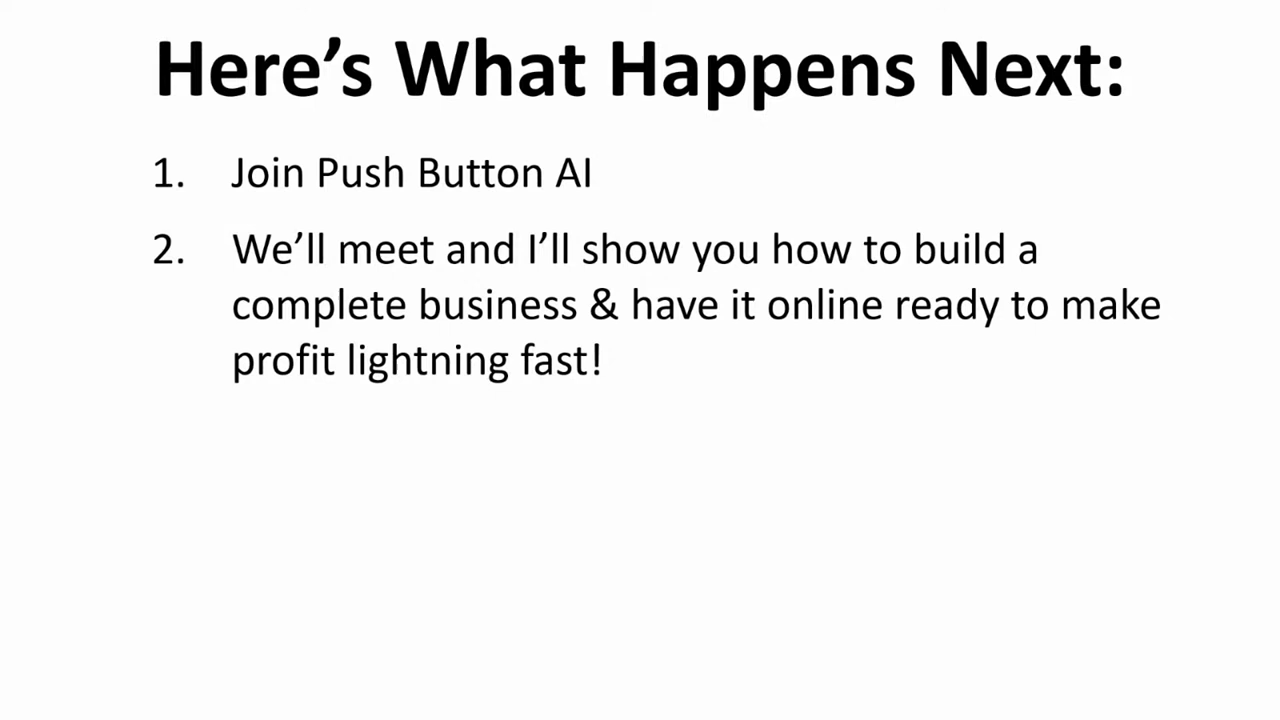 Here’s What Happens Next:
1. Join Push Button AI
2. We’ll meet and I’ll show you how to build a
complete business & have it online ready to make
profit lightning fast!